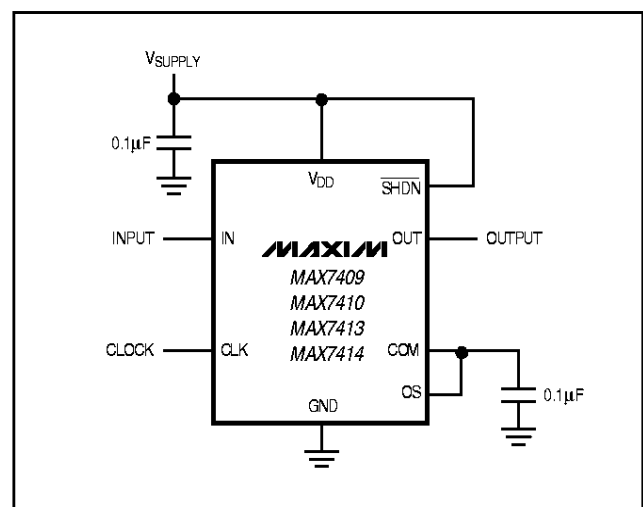 VSUPPLY
0.1µF
VDD
SHDN
INPUT
IN
MAXIM
OUT
OUTPUT
MAX7409
MAX7410
MAX7413
MAX7414
CLOCK
CLK
COM
OS
0.1µF
GND